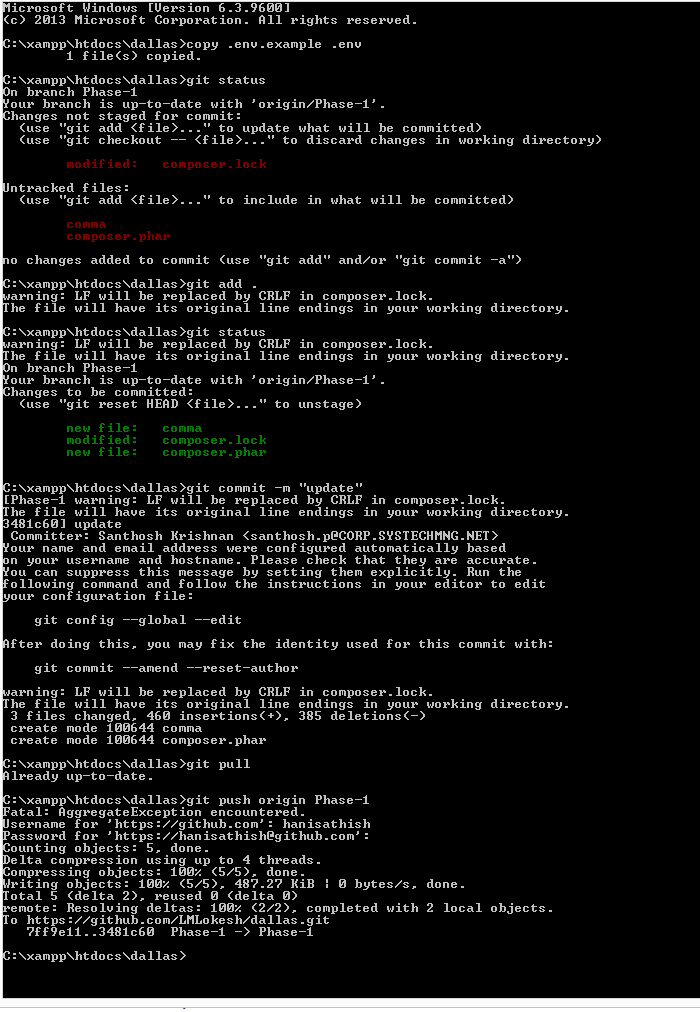 Microsoft Windows [Version 6.3.9600]
(c) 2013 Microsoft Corporation. All rights reserved.
C:\xampp\htdocs\dallas>copy .env.example .env
1 file(s) copied.
C:\xampp\htdocs\dallas>git status
On branch Phase-1
Your branch is up-to-date with 'origin/Phase-1'.
Changes not staged for commit:
(use "git add <file>..." to update what will be committed)
(use "git checkout -- <file>..." to discard changes in working directory)
modified:   composer.lock
Untracked files:
(use "git add <file>..." to include in what will be committed)
comma
composer.phar
no changes added to commit (use "git add" and/or "git commit -a")
C:\xampp\htdocs\dallas>git add .
warning: LF will be replaced by CRLF in composer.lock.
The file will have its original line endings in your working directory.
C:\xampp\htdocs\dallas>git status
warning: LF will be replaced by CRLF in composer.lock.
The file will have its original line endings in your working directory.
On branch Phase-1
Your branch is up-to-date with 'origin/Phase-1'.
Changes to be committed:
(use "git reset HEAD <file>..." to unstage)
new file:   comma
modified:   composer.lock
new file:   composer.phar
C:\xampp\htdocs\dallas>git commit -m "update"
[Phase-1 warning: LF will be replaced by CRLF in composer.lock.
The file will have its original line endings in your working directory.
3481c60] update
Committer: Santhosh Krishnan <santhosh.p@CORP.SYSTECHMNG.NET>
Your name and email address were configured automatically based
on your username and hostname. Please check that they are accurate.
You can suppress this message by setting them explicitly. Run the
following command and follow the instructions in your editor to edit
your configuration file:
git config --global --edit
After doing this, you may fix the identity used for this commit with:
git commit --amend --reset-author
warning: LF will be replaced by CRLF in composer.lock.
The file will have its original line endings in your working directory.
3 files changed, 460 insertions(+), 385 deletions(-)
create mode 100644 comma
create mode 100644 composer.phar
C:\xampp\htdocs\dallas>git pull
Already up-to-date.
C:\xampp\htdocs\dallas>git push origin Phase-1
Fatal: AggregateException encountered.
Username for 'https://github.com': hanisathish
Password for 'https://hanisathish@github.com':
Counting objects: 5, done.
Delta compression using up to 4 threads.
Compressing objects: 100% (5/5), done.
Writing objects: 100% (5/5), 487.27 KiB | 0 bytes/s, done.
Total 5 (delta 2), reused 0 (delta 0)
remote: Resolving deltas: 100% (2/2), completed with 2 local objects.
To https://github.com/LMLokesh/dallas.git
7ff9e11..3481c60  Phase-1 -> Phase-1
C:\xampp\htdocs\dallas>